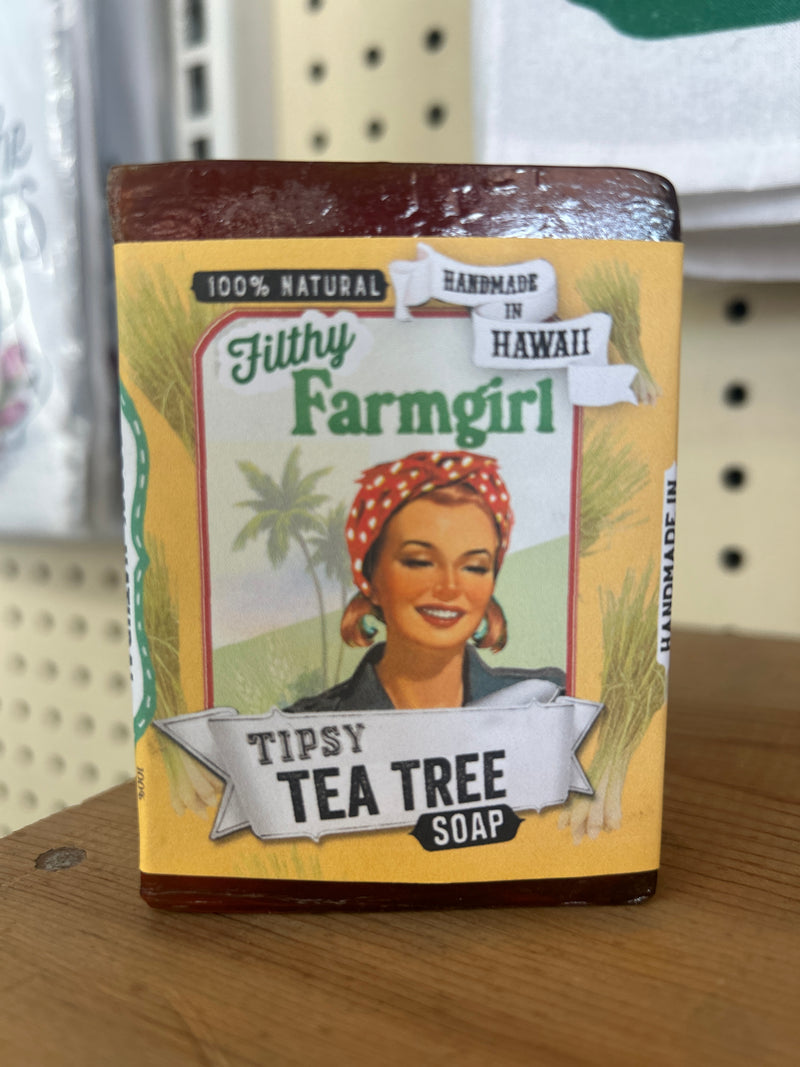 100% NATURAL
HANDMADE
IN
HAWAII
Filthy
Farmgirl
TIPSY
TEA TREE
SOAP
HANDMADE IN